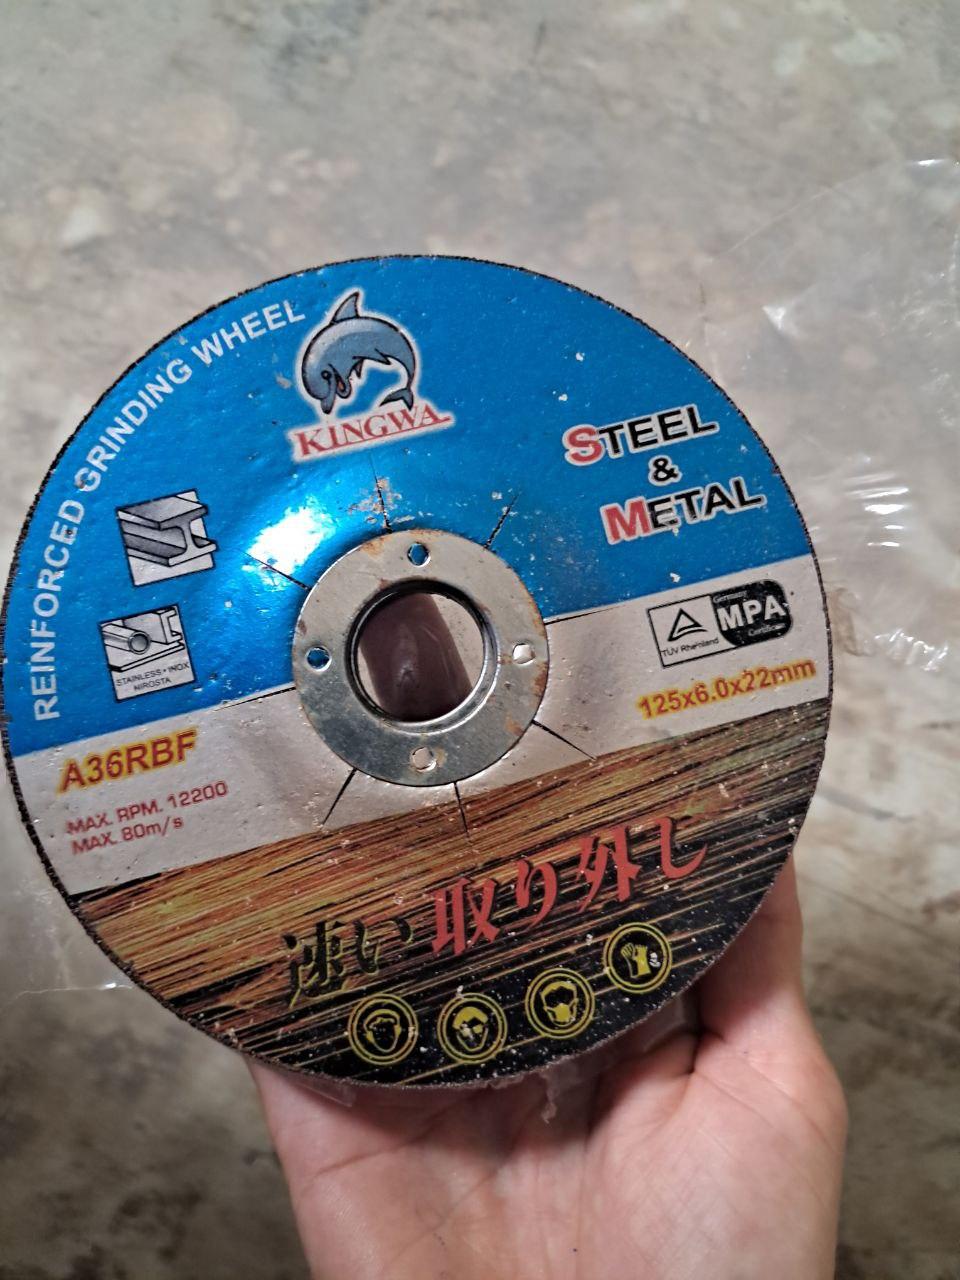 REINFORCED GRINDING WHEEL
KINGWA
STEEL
&
METAL
STAINLESS • INOX
NIROSTA
TÜV Rheinland
Germany
MPA
125x6.0x22mm
A36RBF
MAX. RPM. 12200
MAX. 80m/s
速い 取り外し